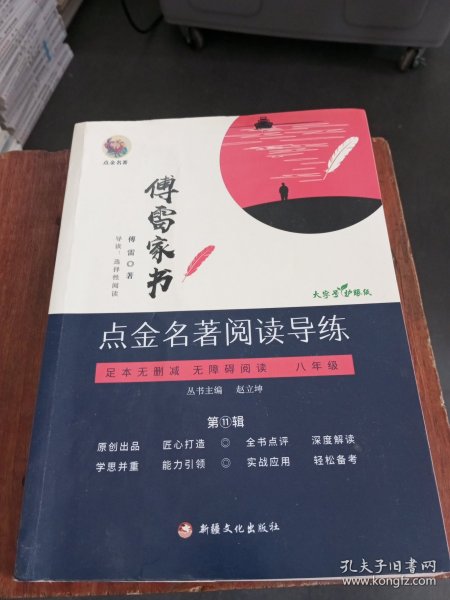 点金名著
傅雷家书
傅雷◎著
导读:选择性阅读
大字号护眼版
点金名著阅读导练
足本无删减 无障碍阅读 八年级
丛书主编 赵立坤
第⑪辑
原创出品 匠心打造 ◎ 全书点评 深度解读
学思并重 能力引领 ◎ 实战应用 轻松备考
新疆文化出版社
孔夫子旧书网
www.kongfz.com